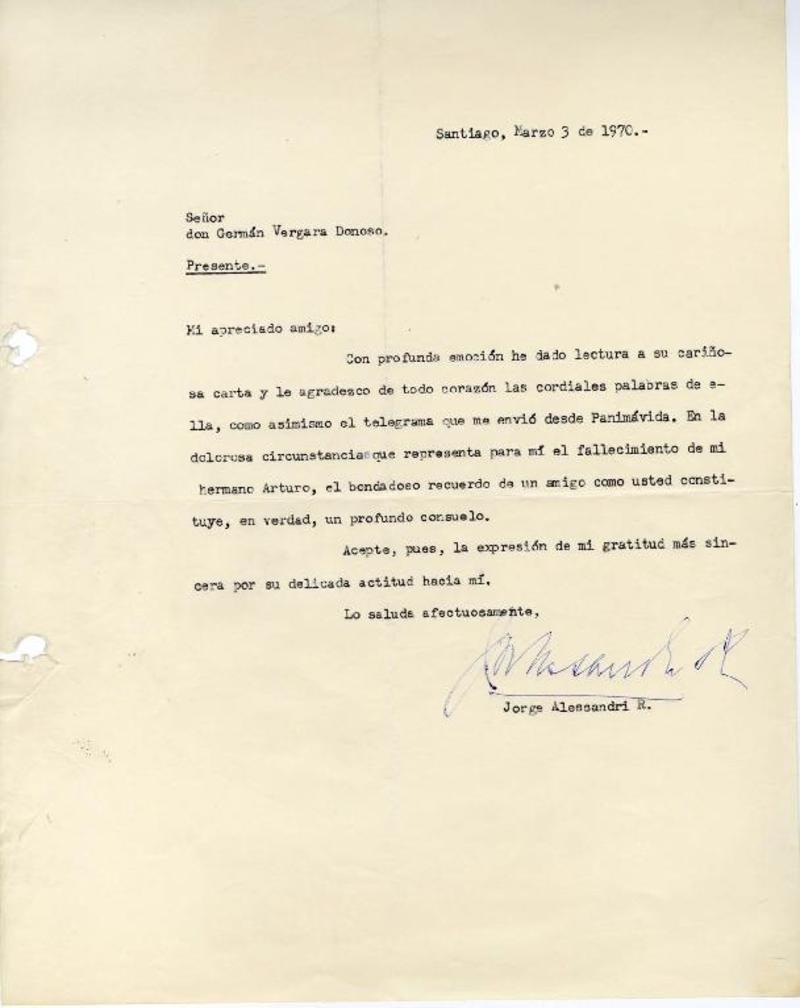 Santiago, Marzo 3 de 1970.-
Señor
don Germán Vergara Donoso.
Presente.-
Mi apreciado amigo:
Con profunda emoción he dado lectura a su cariño-
sa carta y le agradezco de todo corazón las cordiales palabras de e-
lla, como asimismo el telegrama que me envió desde Panimávida. En la
dolorosa circunstancia que representa para mí el fallecimiento de mi
hermano Arturo, el bondadoso recuerdo de un amigo como usted consti-
tuye, en verdad, un profundo consuelo.
Acepte, pues, la expresión de mi gratitud más sin-
cera por su delicada actitud hacia mí.
Lo saluda afectuosamente,
J Alessandri R
Jorge Alessandri R.